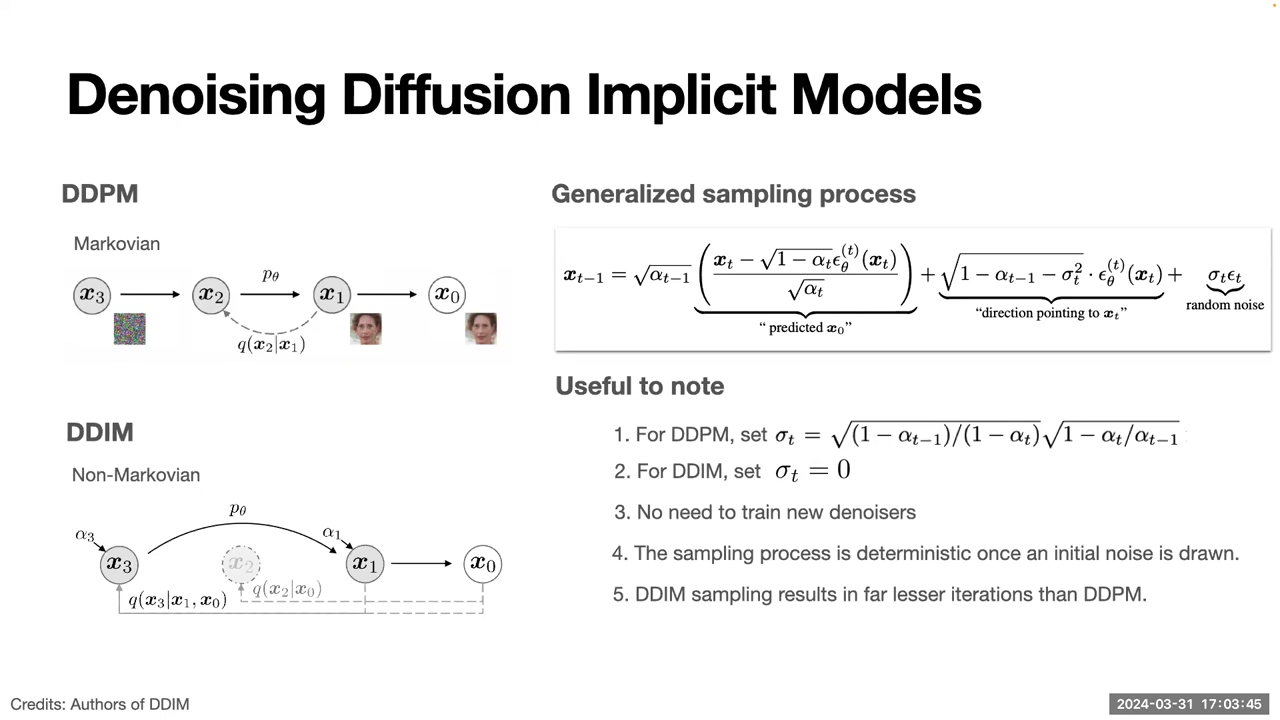 Denoising Diffusion Implicit Models
DDPM
Markovian
x₃ x₂ x₁ x₀
p_θ
q(x₂|x₁)
DDIM
Non-Markovian
p_θ
α₃ α₁
x₃ x₂ x₁ x₀
q(x₂|x₀)
q(x₃|x₁, x₀)
Generalized sampling process
x_{t−1} = √α_{t−1} ( (x_t − √(1 − α_t) ϵ_θ^{(t)}(x_t)) / √α_t ) + √(1 − α_{t−1} − σ_t²) · ϵ_θ^{(t)}(x_t) + σ_t ϵ_t
“ predicted x₀” “direction pointing to x_t” random noise
Useful to note
1. For DDPM, set σ_t = √((1 − α_{t−1})/(1 − α_t)) √(1 − α_t/α_{t−1})
2. For DDIM, set σ_t = 0
3. No need to train new denoisers
4. The sampling process is deterministic once an initial noise is drawn.
5. DDIM sampling results in far lesser iterations than DDPM.
Credits: Authors of DDIM
2024-03-31 17:03:45